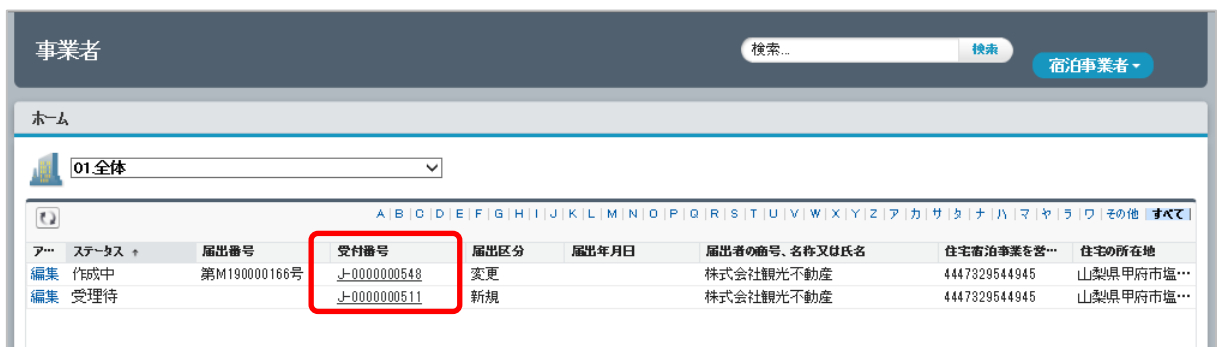 事業者
検索...
検索
宿泊事業者
ホーム
01.全体
A | B | C | D | E | F | G | H | I | J | K | L | M | N | O | P | Q | R | S | T | U | V | W | X | Y | Z | ア | カ | サ | タ | ナ | ハ | マ | ヤ | ラ | ワ | その他 | すべて |
ア… ステータス ↑ 届出番号 受付番号 届出区分 届出年月日 届出者の商号、名称又は氏名 住宅宿泊事業を営… 住宅の所在地
編集 作成中 第M190000166号 J-0000000548 変更 株式会社観光不動産 4447329544945 山梨県甲府市塩…
編集 受理待 J-0000000511 新規 株式会社観光不動産 4447329544945 山梨県甲府市塩…